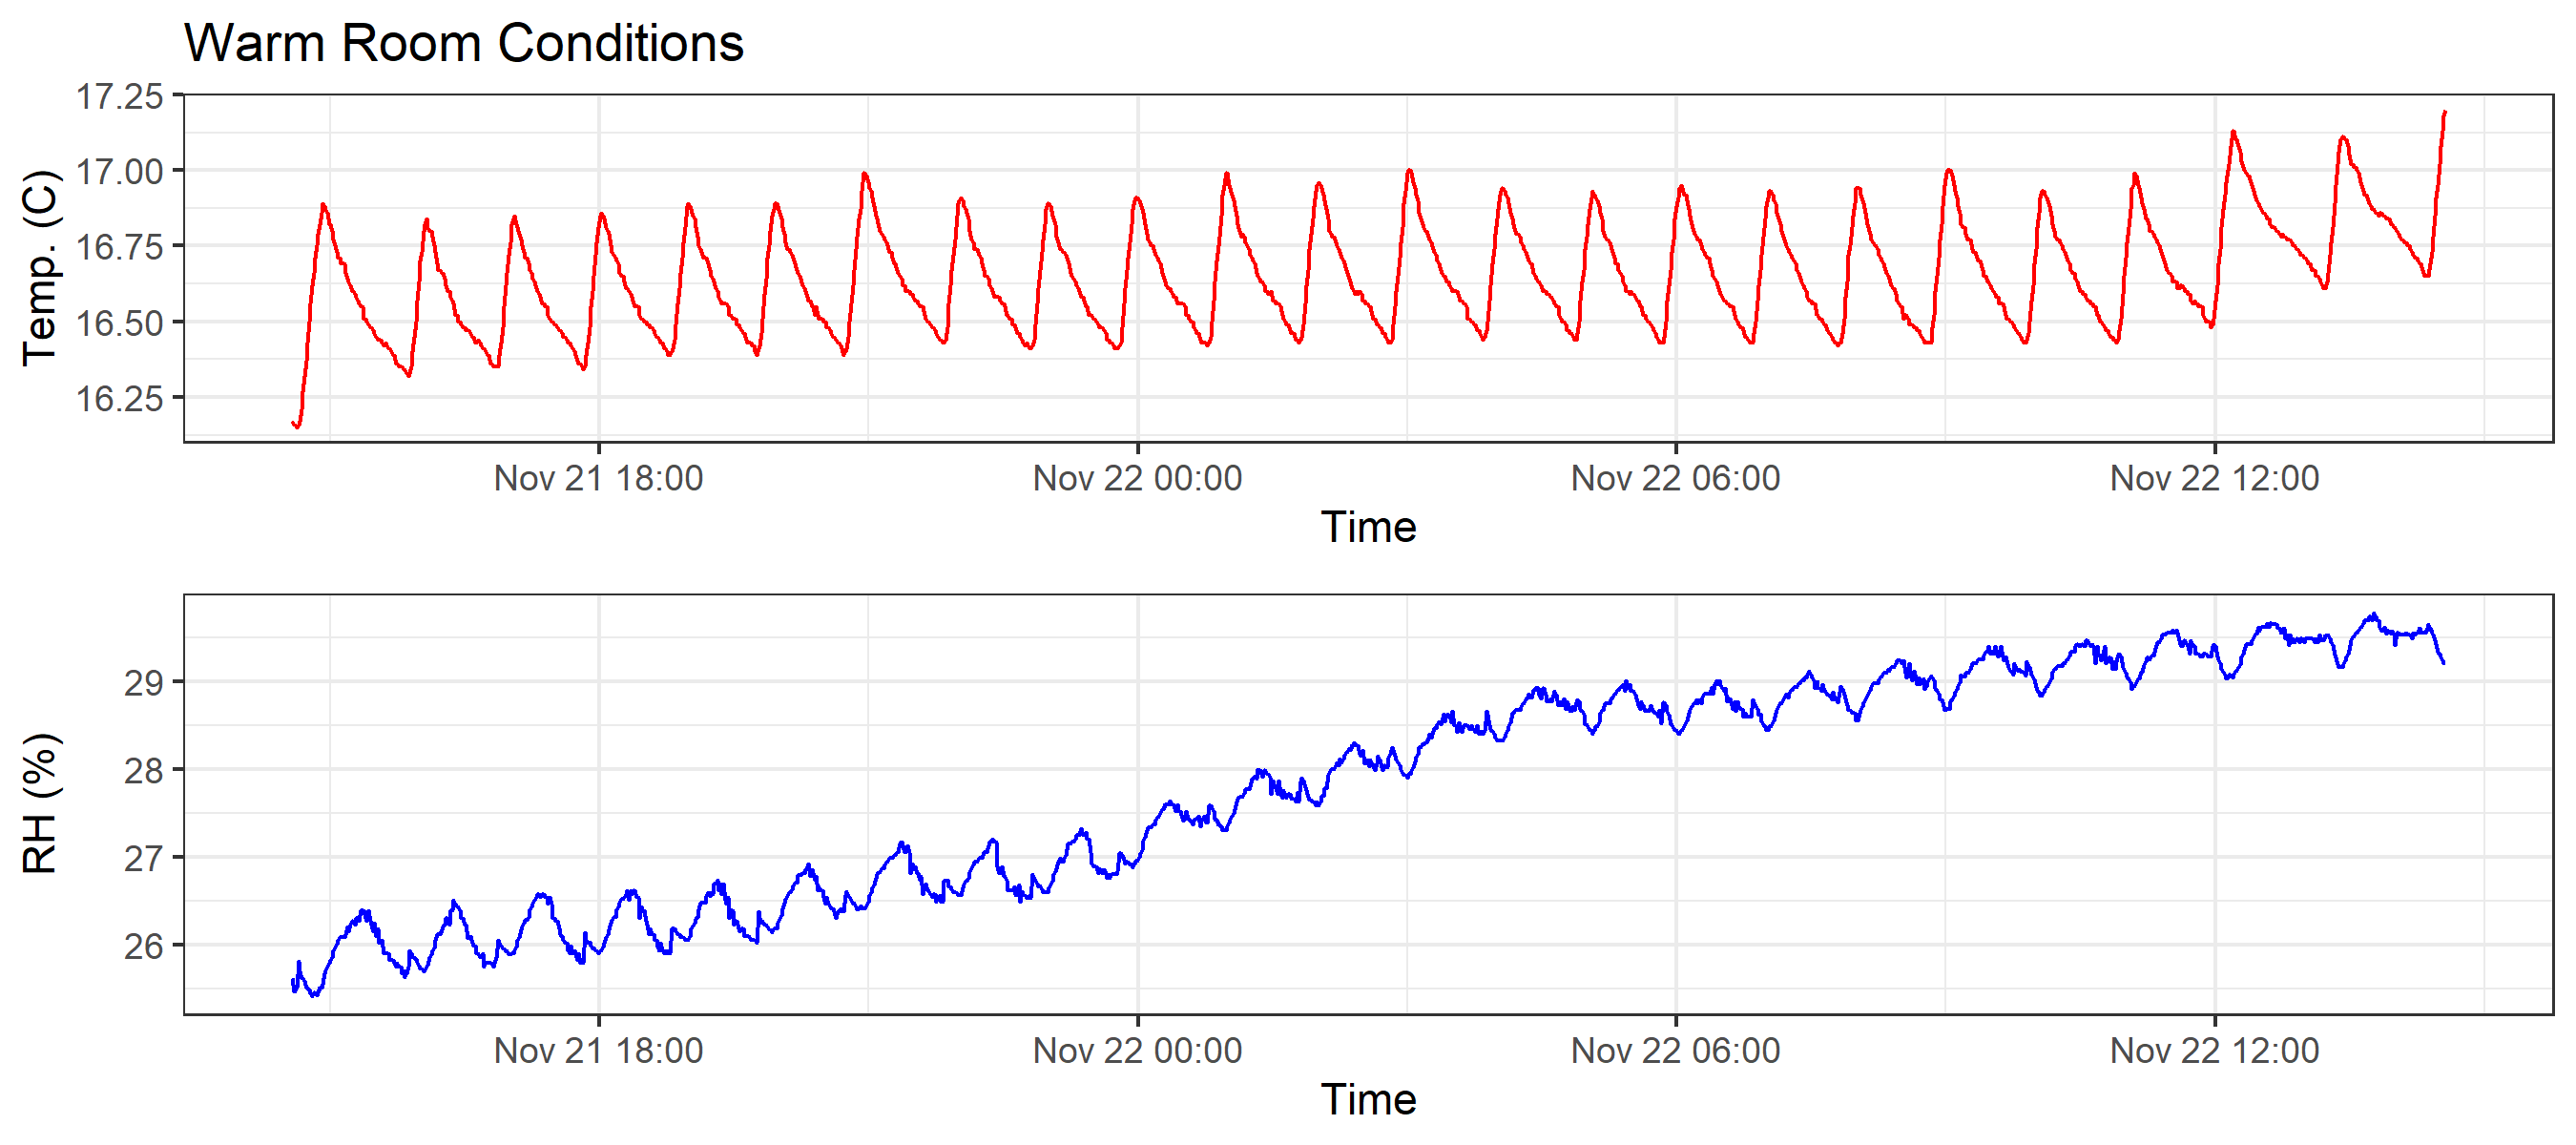 Warm Room Conditions
17.25
17.00
16.75
16.50
16.25
Temp. (C)
Nov 21 18:00 Nov 22 00:00 Nov 22 06:00 Nov 22 12:00
Time
29
28
27
26
RH (%)
Nov 21 18:00 Nov 22 00:00 Nov 22 06:00 Nov 22 12:00
Time